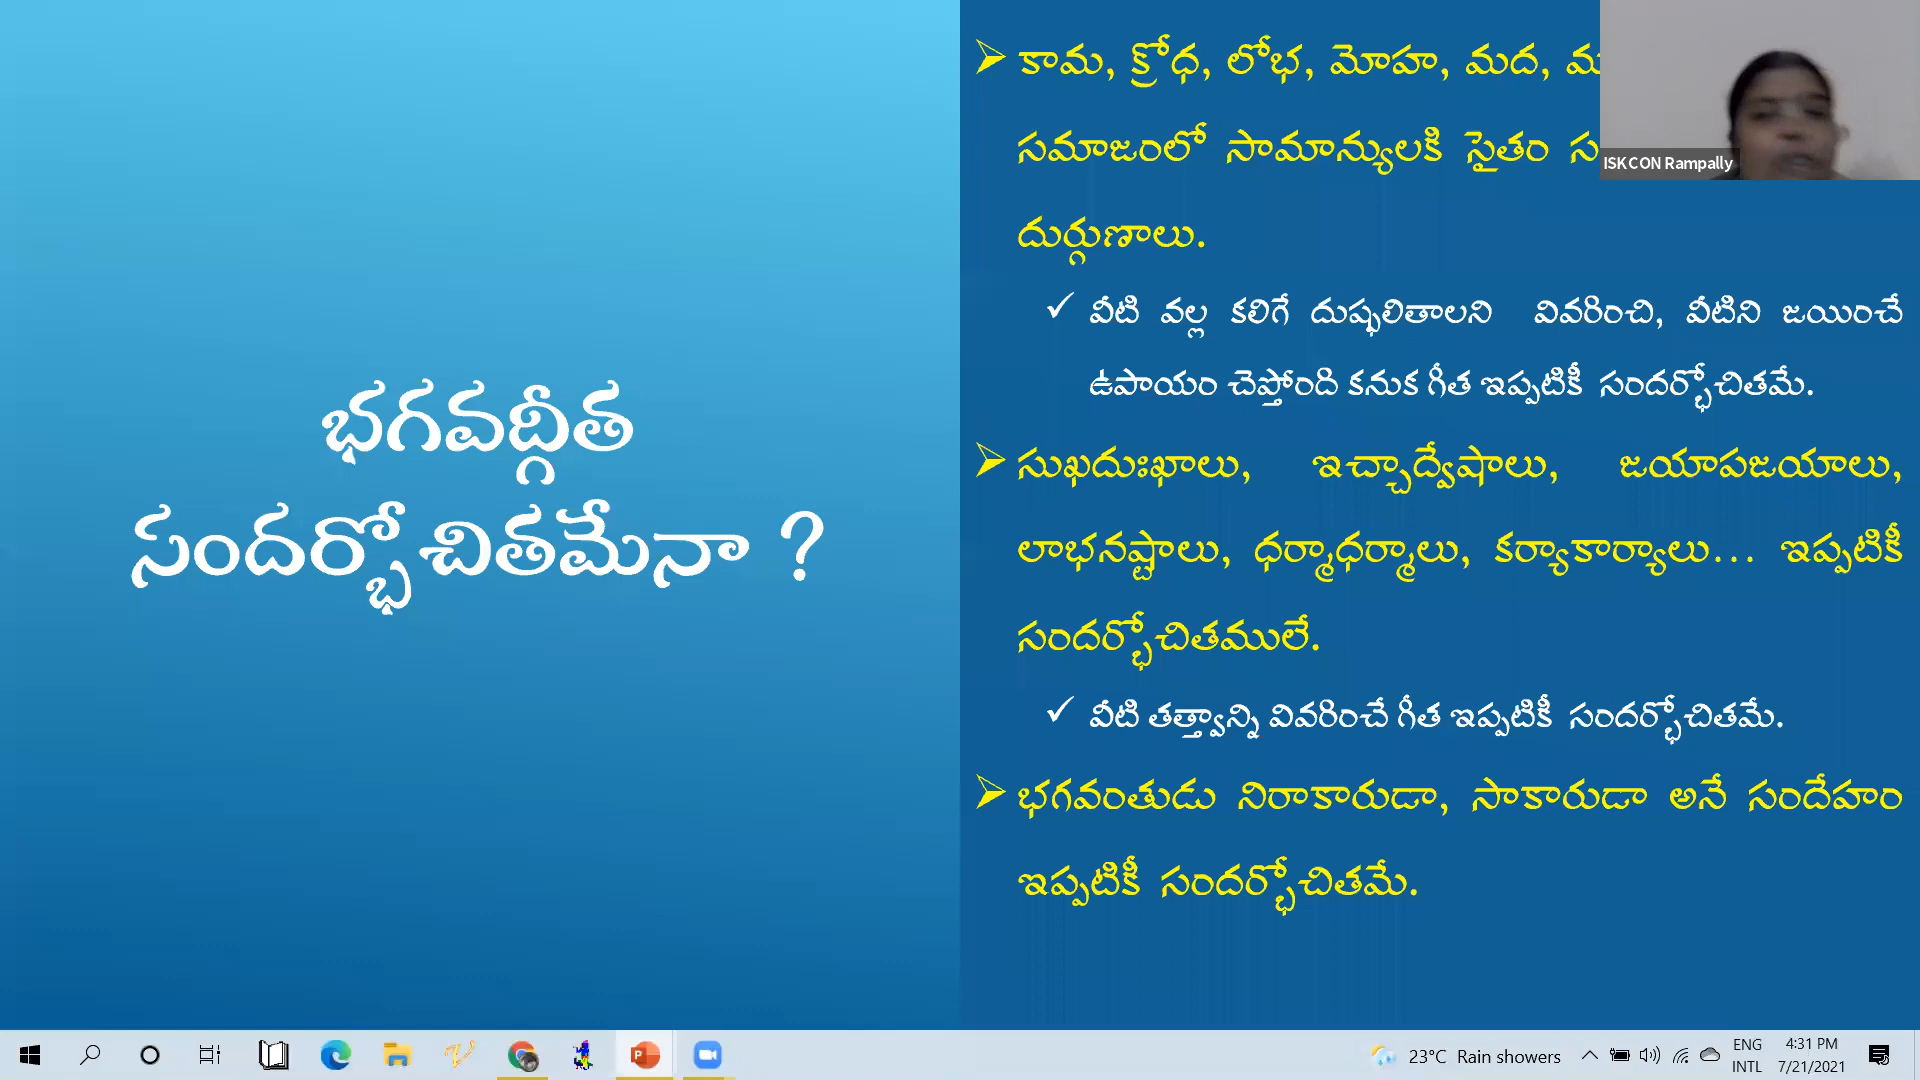 భగవద్గీత
సందర్భోచితమేనా ?
కామ, క్రోధ, లోభ, మోహ, మద,
సమాజంలో సామాన్యులకి సైతం
దుర్గుణాలు.
వీటి వల్ల కలిగే దుష్ఫలితాలని వివరించి, వీటిని జయించే
ఉపాయం చెప్తోంది కనుక గీత ఇప్పటికీ సందర్భోచితమే.
సుఖదుఃఖాలు, ఇచ్ఛాద్వేషాలు, జయాపజయాలు,
లాభనష్టాలు, ధర్మాధర్మాలు, కర్యాకార్యాలు... ఇప్పటికీ
సందర్భోచితములే.
వీటి తత్త్వాన్ని వివరించే గీత ఇప్పటికీ సందర్భోచితమే.
భగవంతుడు నిరాకారుడా, సాకారుడా అనే సందేహం
ఇప్పటికీ సందర్భోచితమే.
ISKCON Rampally
23°C Rain showers
ENG
INTL
4:31 PM
7/21/2021